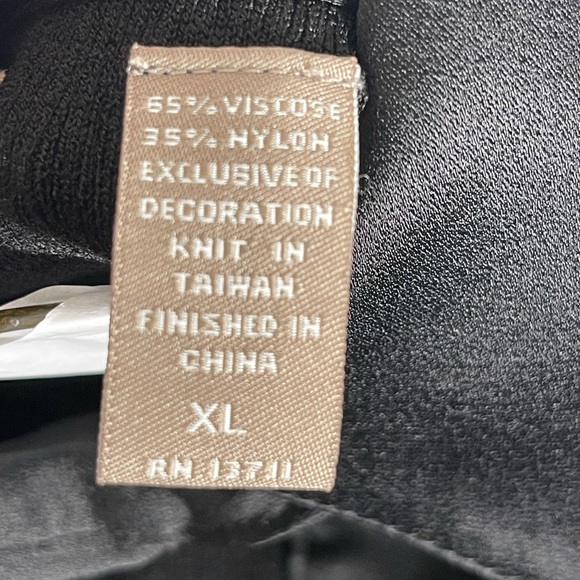 65% VISCOSE
35% NYLON
EXCLUSIVE OF
DECORATION
KNIT IN
TAIWAN
FINISHED IN
CHINA
XL
RN 13711